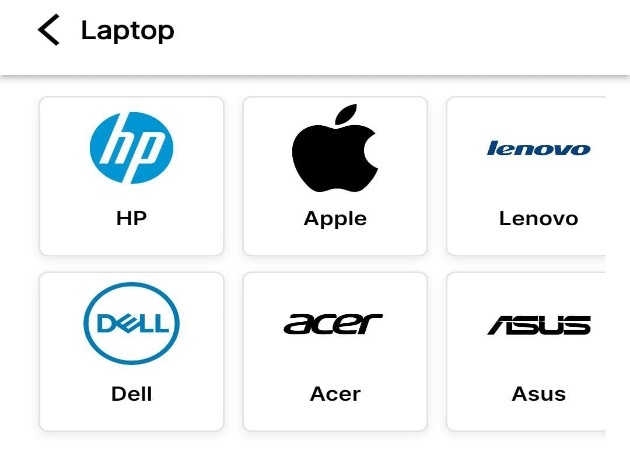 Laptop
hp
lenovo
HP
Apple
Lenovo
DELL
acer
ASUS
Dell
Acer
Asus